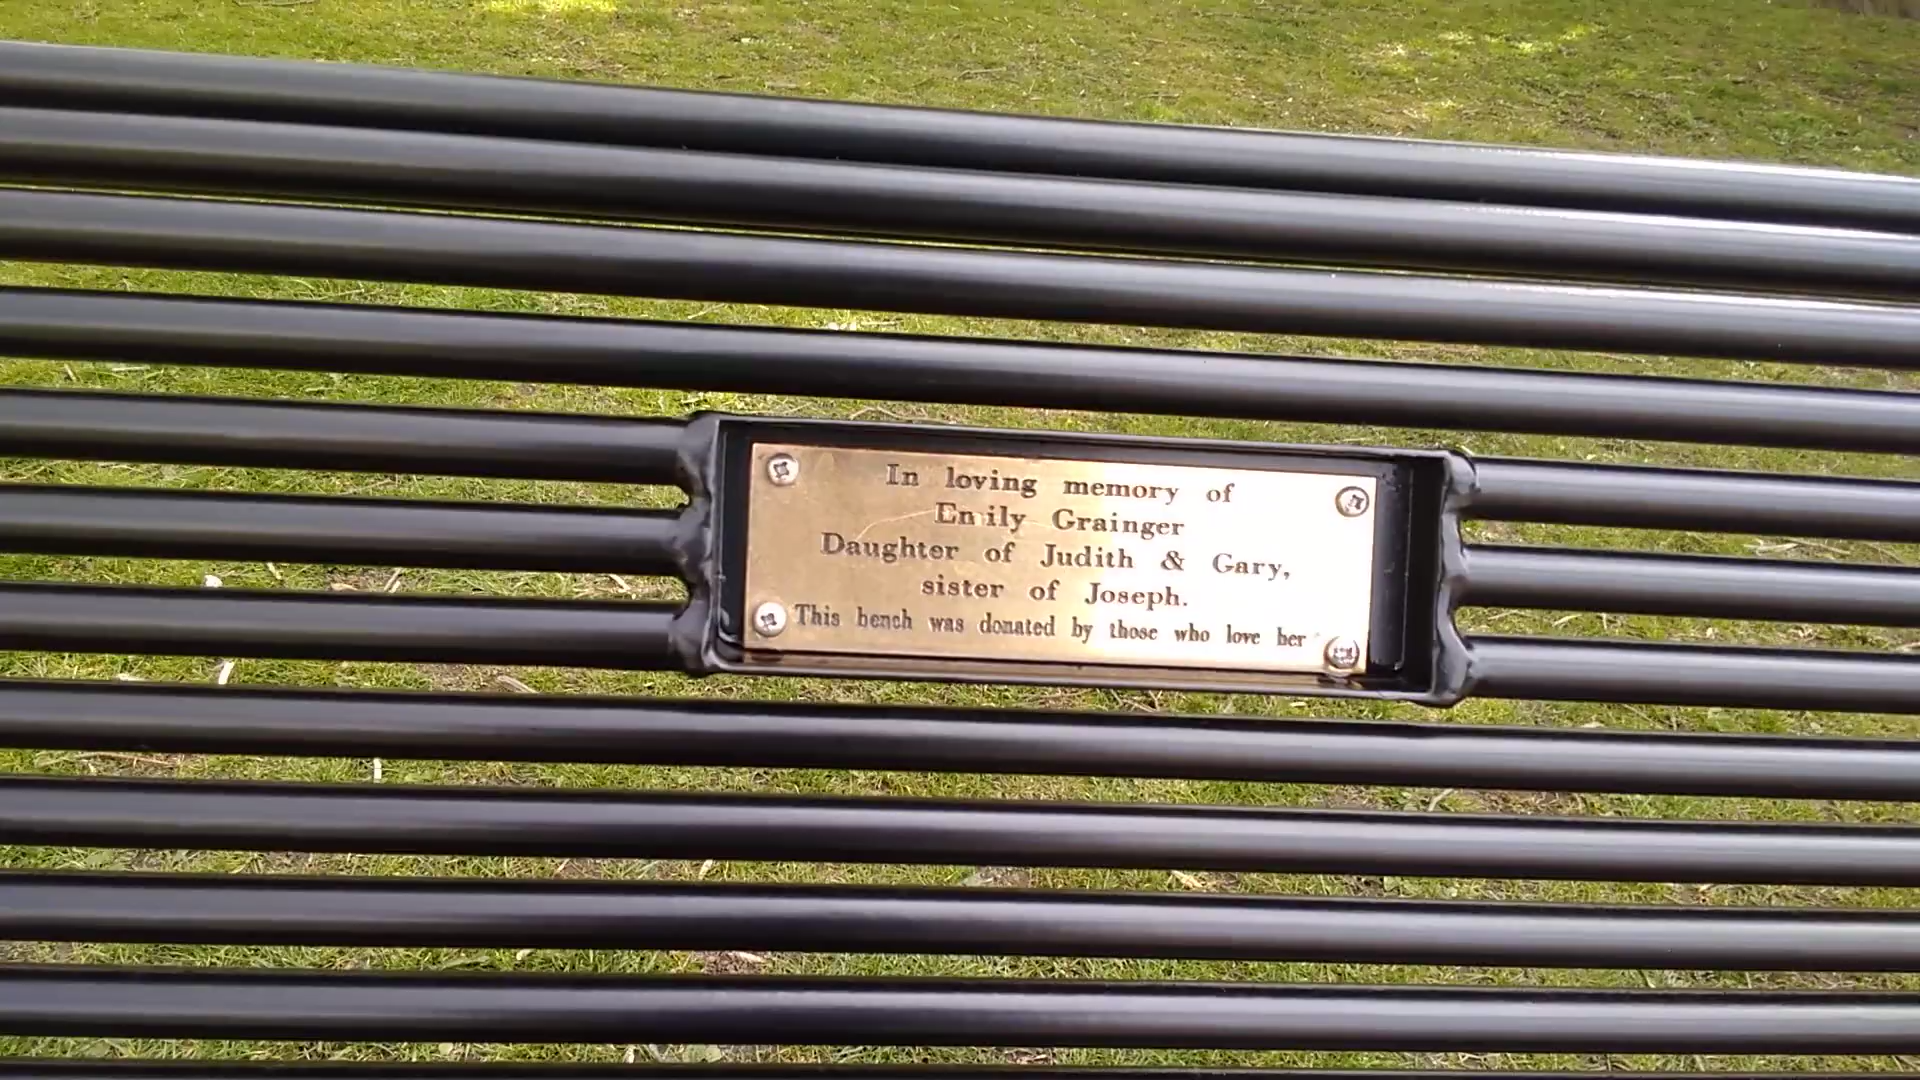 In loving memory of
Emily Grainger
Daughter of Judith & Gary,
sister of Joseph.
This bench was donated by those who love her